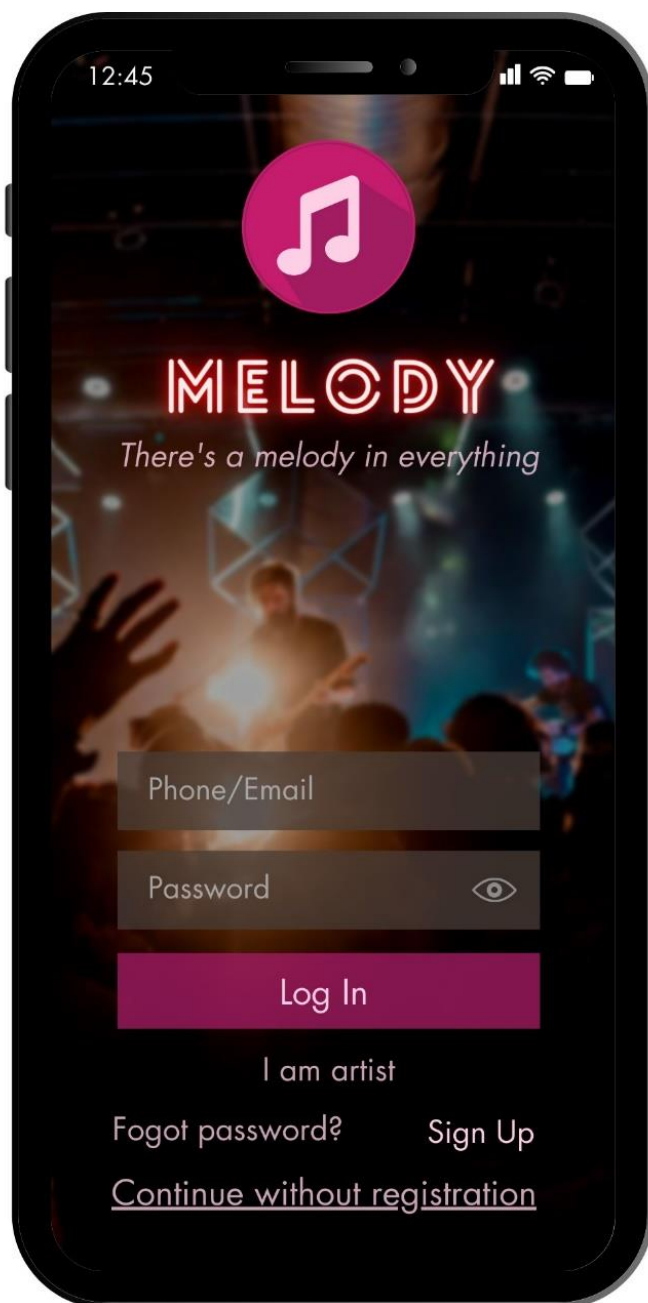 12:45
MELODY
There's a melody in everything
Phone/Email
Password
Log In
I am artist
Fogot password? Sign Up
Continue without registration